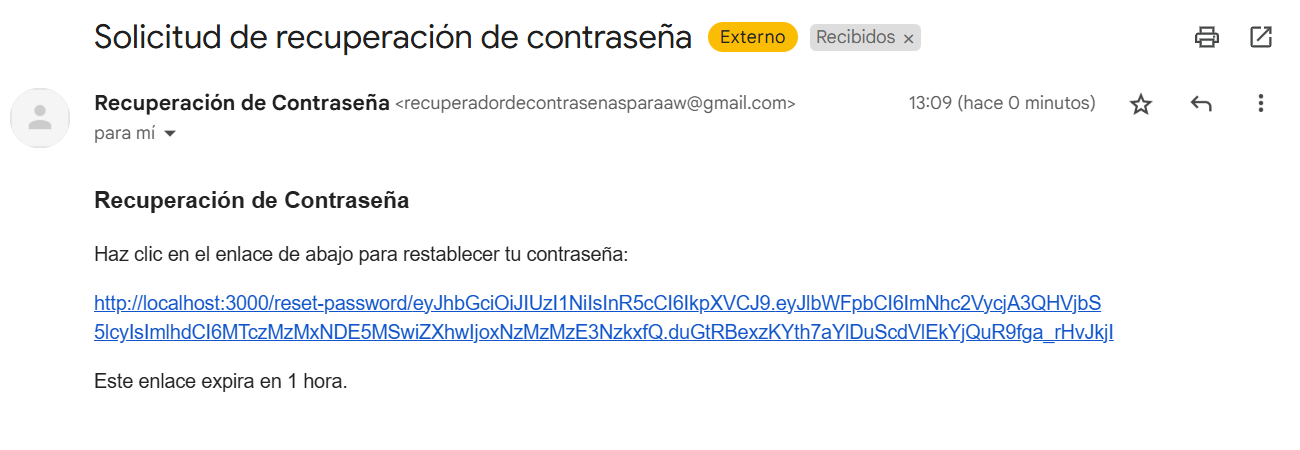 Solicitud de recuperación de contraseña Externo Recibidos ×
Recuperación de Contraseña <recuperadordecontrasenasparaaw@gmail.com> 13:09 (hace 0 minutos)
para mí
Recuperación de Contraseña
Haz clic en el enlace de abajo para restablecer tu contraseña:
http://localhost:3000/reset-password/eyJhbGciOiJIUzI1NiIsInR5cCI6IkpXVCJ9.eyJlbWFpbCI6ImNhc2VycjA3QHVjbS
5lcyIsImlhdCI6MTczMzMxNDE5MSwiZXhwIjoxNzMzMzE3NzkxfQ.duGtRBexzKYth7aYlDuScdVlEkYjQuR9fga_rHvJkjI
Este enlace expira en 1 hora.